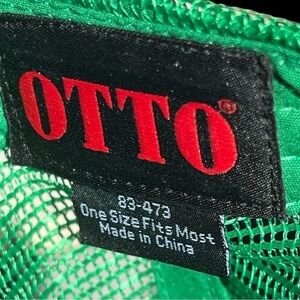 OTTO®
83-473
One Size Fits Most
Made in China